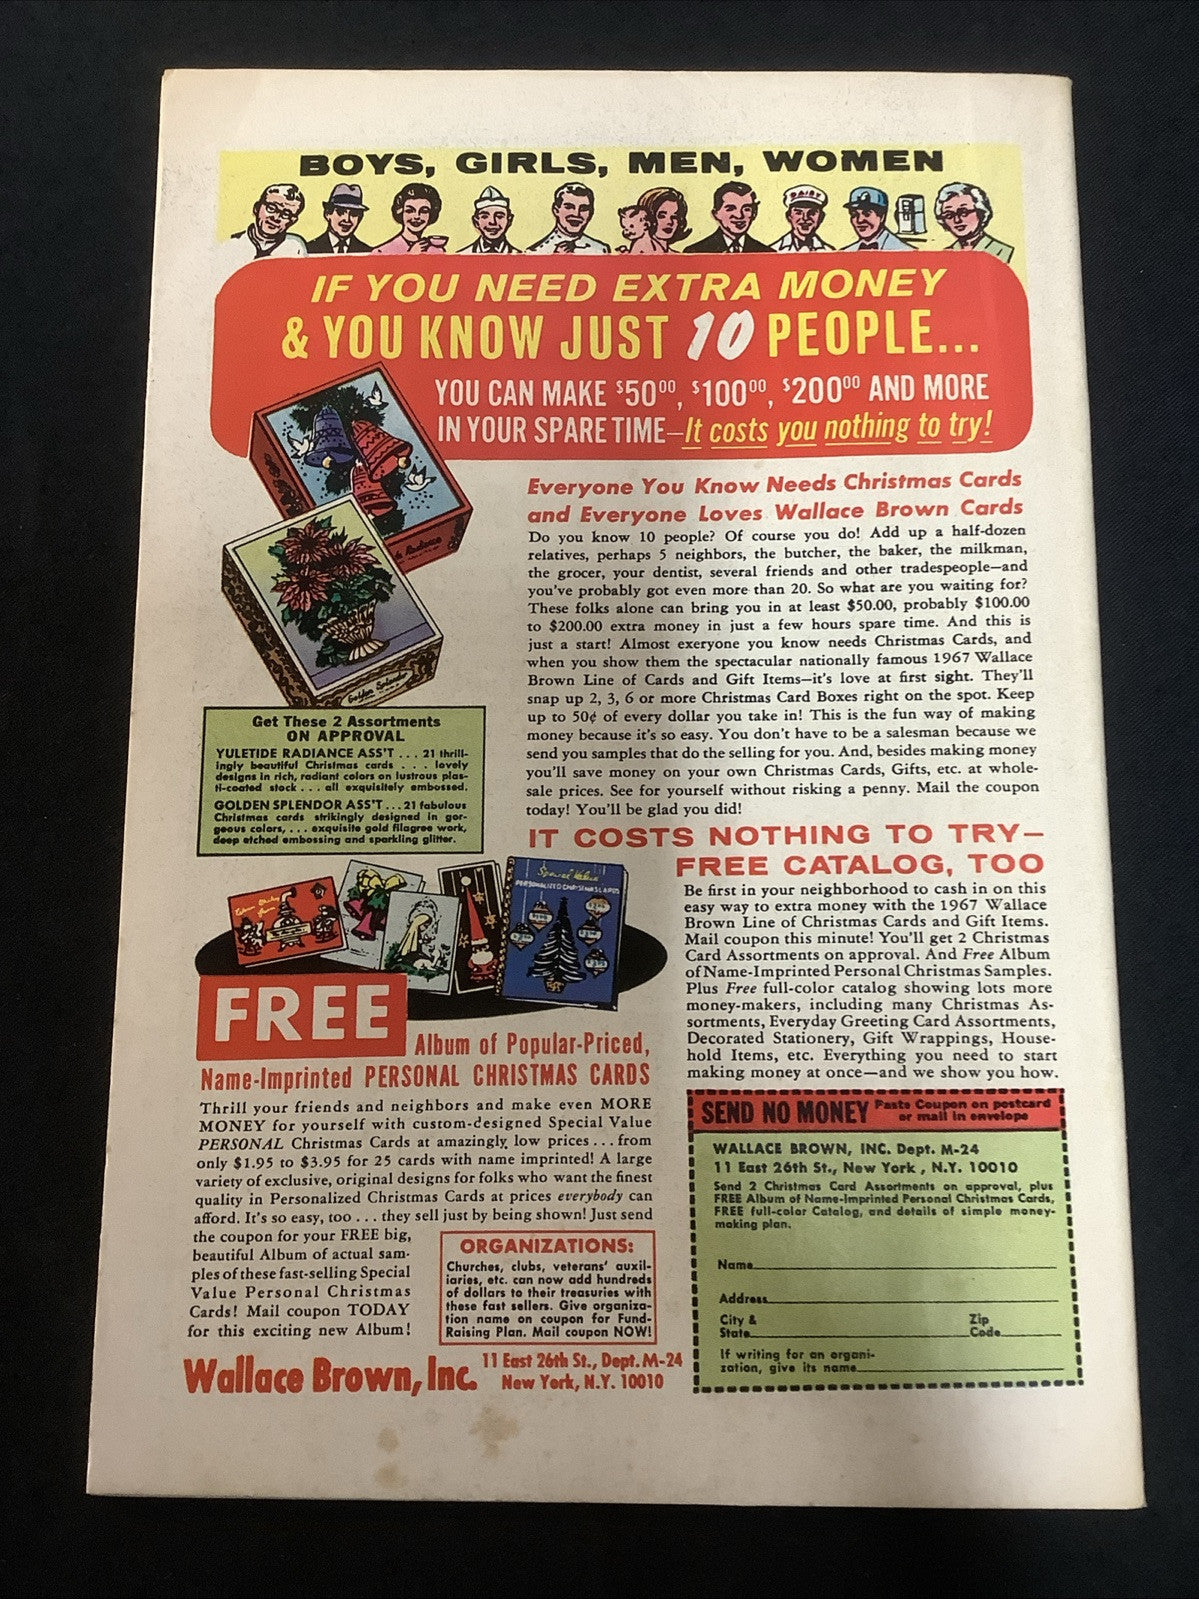 BOYS, GIRLS, MEN, WOMEN
DAIRY
IF YOU NEED EXTRA MONEY
& YOU KNOW JUST 10 PEOPLE...
YOU CAN MAKE $50.00, $100.00, $200.00 AND MORE
IN YOUR SPARE TIME—It costs you nothing to try!
Radiance
Golden Splendor
Get These 2 Assortments
ON APPROVAL
YULETIDE RADIANCE ASS'T . . . 21 thrill-
ingly beautiful Christmas cards . . . lovely
designs in rich, radiant colors on lustrous plas-
ti-coated stock . . . all exquisitely embossed.
GOLDEN SPLENDOR ASS'T . . . 21 fabulous
Christmas cards strikingly designed in gor-
geous colors, . . . exquisite gold filagree work,
deep etched embossing and sparkling glitter.
Everyone You Know Needs Christmas Cards
and Everyone Loves Wallace Brown Cards
Do you know 10 people? Of course you do! Add up a half-dozen
relatives, perhaps 5 neighbors, the butcher, the baker, the milkman,
the grocer, your dentist, several friends and other tradespeople—and
you've probably got even more than 20. So what are you waiting for?
These folks alone can bring you in at least $50.00, probably $100.00
to $200.00 extra money in just a few hours spare time. And this is
just a start! Almost exeryone you know needs Christmas Cards, and
when you show them the spectacular nationally famous 1967 Wallace
Brown Line of Cards and Gift Items—it's love at first sight. They'll
snap up 2, 3, 6 or more Christmas Card Boxes right on the spot. Keep
up to 50¢ of every dollar you take in! This is the fun way of making
money because it's so easy. You don't have to be a salesman because we
send you samples that do the selling for you. And, besides making money
you'll save money on your own Christmas Cards, Gifts, etc. at whole-
sale prices. See for yourself without risking a penny. Mail the coupon
today! You'll be glad you did!
IT COSTS NOTHING TO TRY—
FREE CATALOG, TOO
Be first in your neighborhood to cash in on this
easy way to extra money with the 1967 Wallace
Brown Line of Christmas Cards and Gift Items.
Mail coupon this minute! You'll get 2 Christmas
Card Assortments on approval. And Free Album
of Name-Imprinted Personal Christmas Samples.
Plus Free full-color catalog showing lots more
money-makers, including many Christmas As-
sortments, Everyday Greeting Card Assortments,
Decorated Stationery, Gift Wrappings, House-
hold Items, etc. Everything you need to start
making money at once—and we show you how.
Special Value
PERSONALIZED CHRISTMAS CARDS
FREE
Album of Popular-Priced,
Name-Imprinted PERSONAL CHRISTMAS CARDS
Thrill your friends and neighbors and make even MORE
MONEY for yourself with custom-designed Special Value
PERSONAL Christmas Cards at amazingly low prices . . . from
only $1.95 to $3.95 for 25 cards with name imprinted! A large
variety of exclusive, original designs for folks who want the finest
quality in Personalized Christmas Cards at prices everybody can
afford. It's so easy, too . . . they sell just by being shown! Just send
the coupon for your FREE big,
beautiful Album of actual sam-
ples of these fast-selling Special
Value Personal Christmas
Cards! Mail coupon TODAY
for this exciting new Album!
ORGANIZATIONS:
Churches, clubs, veterans' auxil-
iaries, etc. can now add hundreds
of dollars to their treasuries with
these fast sellers. Give organiza-
tion name on coupon for Fund-
Raising Plan. Mail coupon NOW!
Wallace Brown, Inc. 11 East 26th St., Dept. M-24
New York, N.Y. 10010
SEND NO MONEY Paste Coupon on postcard
or mail in envelope
WALLACE BROWN, INC. Dept. M-24
11 East 26th St., New York , N.Y. 10010
Send 2 Christmas Card Assortments on approval, plus
FREE Album of Name-Imprinted Personal Christmas Cards,
FREE full-color Catalog, and details of simple money-
making plan.
Name
Address
City &
State
Zip
Code
If writing for an organi-
zation, give its name